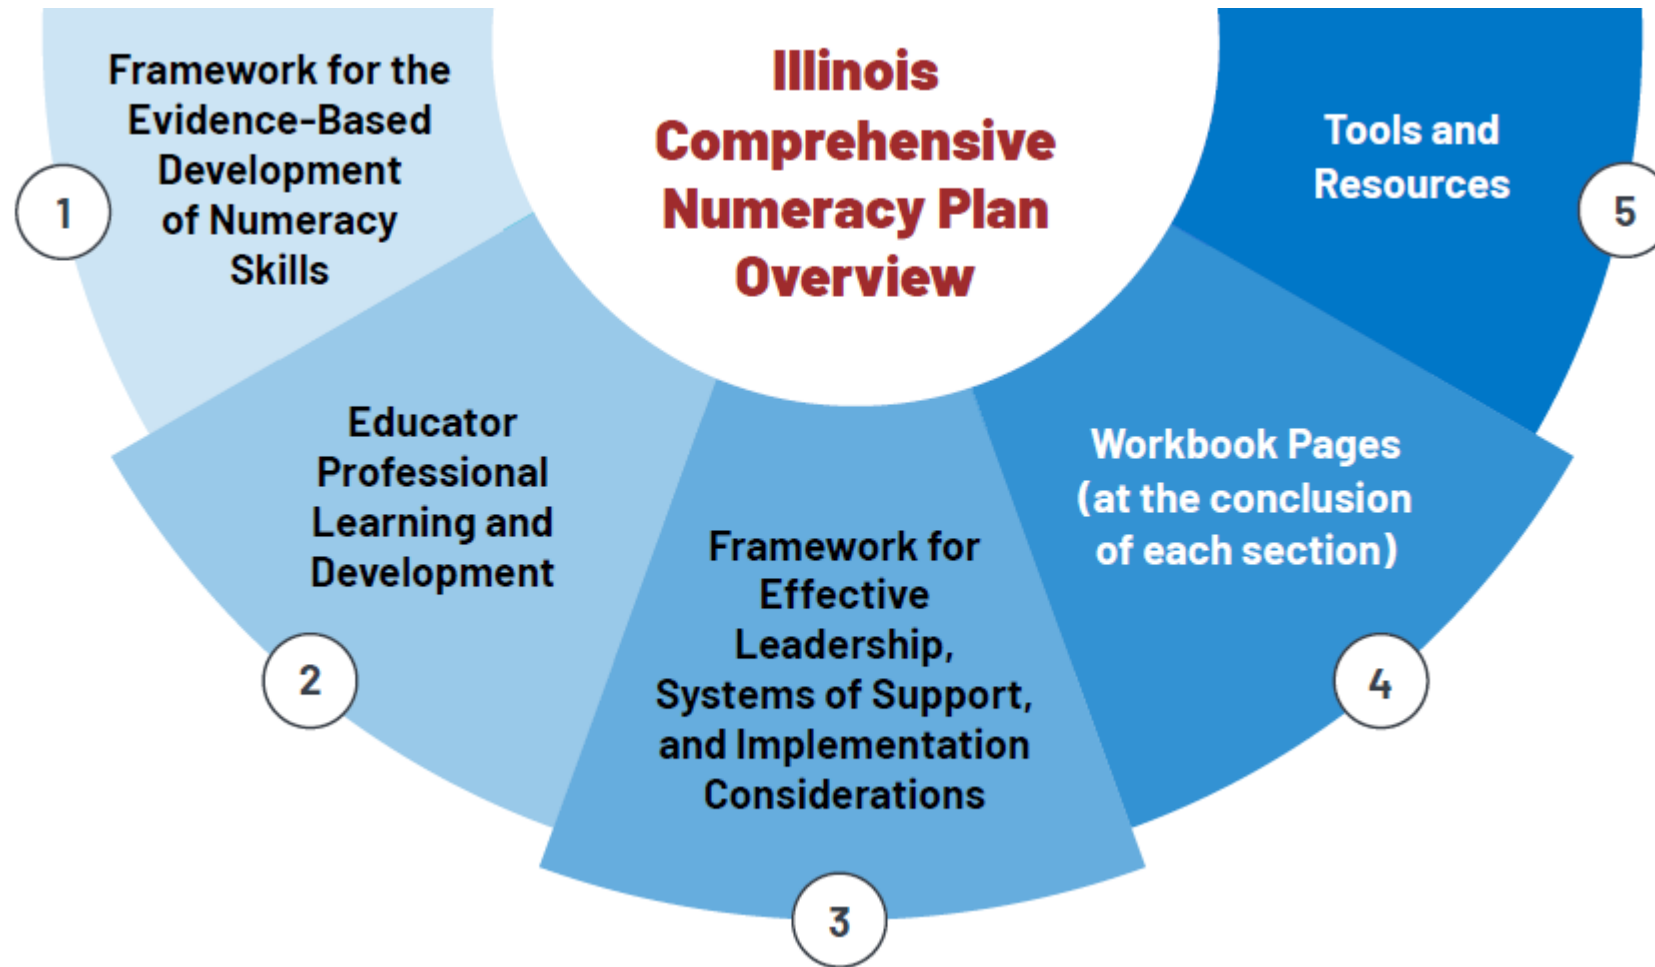 Illinois
Comprehensive
Numeracy Plan
Overview
Framework for the
Evidence-Based
Development
of Numeracy
Skills
1
Educator
Professional
Learning and
Development
2
Framework for
Effective
Leadership,
Systems of Support,
and Implementation
Considerations
3
Workbook Pages
(at the conclusion
of each section)
4
Tools and
Resources
5